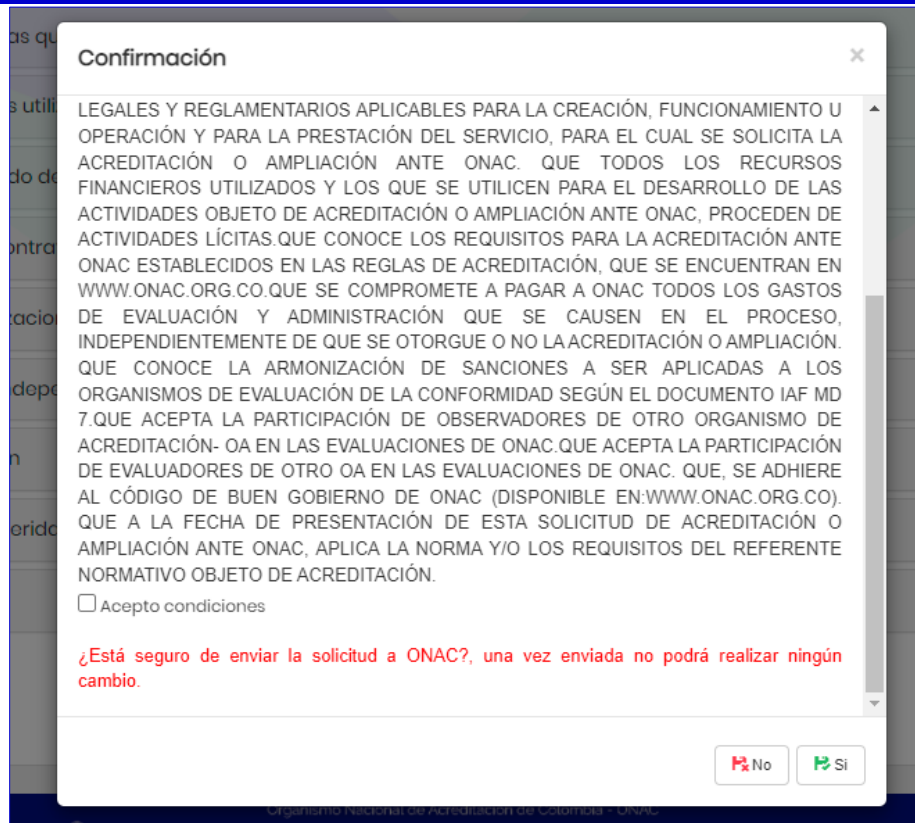 Confirmación
×
LEGALES Y REGLAMENTARIOS APLICABLES PARA LA CREACIÓN, FUNCIONAMIENTO U
OPERACIÓN Y PARA LA PRESTACIÓN DEL SERVICIO, PARA EL CUAL SE SOLICITA LA
ACREDITACIÓN O AMPLIACIÓN ANTE ONAC. QUE TODOS LOS RECURSOS
FINANCIEROS UTILIZADOS Y LOS QUE SE UTILICEN PARA EL DESARROLLO DE LAS
ACTIVIDADES OBJETO DE ACREDITACIÓN O AMPLIACIÓN ANTE ONAC, PROCEDEN DE
ACTIVIDADES LÍCITAS.QUE CONOCE LOS REQUISITOS PARA LA ACREDITACIÓN ANTE
ONAC ESTABLECIDOS EN LAS REGLAS DE ACREDITACIÓN, QUE SE ENCUENTRAN EN
WWW.ONAC.ORG.CO.QUE SE COMPROMETE A PAGAR A ONAC TODOS LOS GASTOS
DE EVALUACIÓN Y ADMINISTRACIÓN QUE SE CAUSEN EN EL PROCESO,
INDEPENDIENTEMENTE DE QUE SE OTORGUE O NO LA ACREDITACIÓN O AMPLIACIÓN.
QUE CONOCE LA ARMONIZACIÓN DE SANCIONES A SER APLICADAS A LOS
ORGANISMOS DE EVALUACIÓN DE LA CONFORMIDAD SEGÚN EL DOCUMENTO IAF MD
7.QUE ACEPTA LA PARTICIPACIÓN DE OBSERVADORES DE OTRO ORGANISMO DE
ACREDITACIÓN- OA EN LAS EVALUACIONES DE ONAC.QUE ACEPTA LA PARTICIPACIÓN
DE EVALUADORES DE OTRO OA EN LAS EVALUACIONES DE ONAC. QUE, SE ADHIERE
AL CÓDIGO DE BUEN GOBIERNO DE ONAC (DISPONIBLE EN:WWW.ONAC.ORG.CO).
QUE A LA FECHA DE PRESENTACIÓN DE ESTA SOLICITUD DE ACREDITACIÓN O
AMPLIACIÓN ANTE ONAC, APLICA LA NORMA Y/O LOS REQUISITOS DEL REFERENTE
NORMATIVO OBJETO DE ACREDITACIÓN.
Acepto condiciones
¿Está seguro de enviar la solicitud a ONAC?, una vez enviada no podrá realizar ningún
cambio.
No
Si
Organismo Nacional de Acreditación de Colombia - ONAC